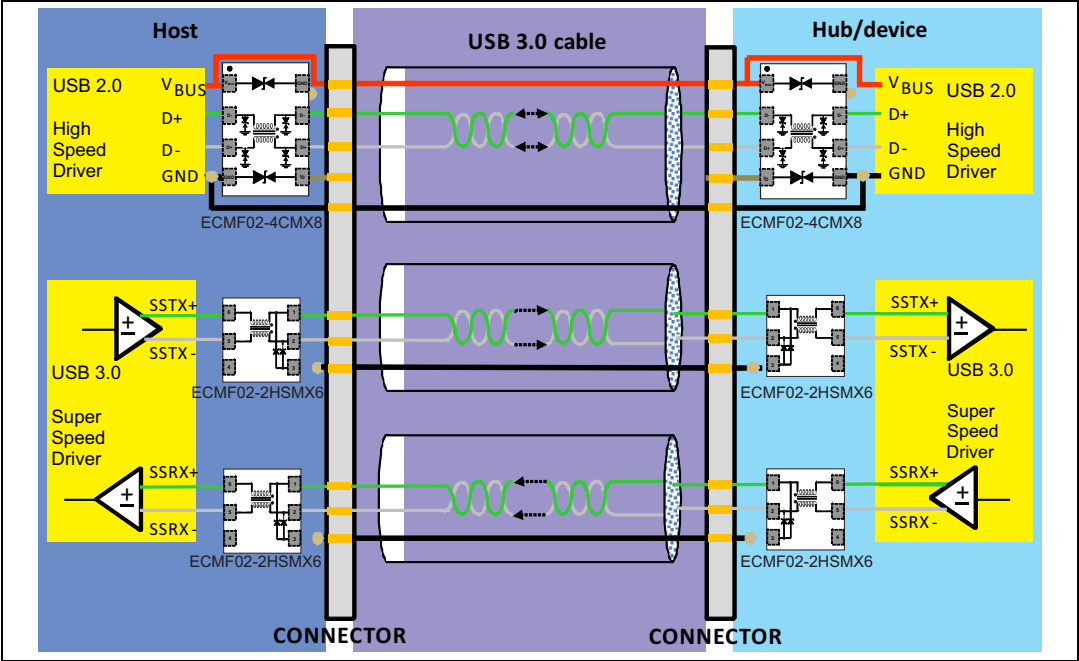 Host
USB 3.0 cable
Hub/device
USB 2.0
High
Speed
Driver
VBUS
D+
D-
GND
ECMF02-4CMX8
VBUS
D+
D-
GND
USB 2.0
High
Speed
Driver
ECMF02-4CMX8
SSTX+
SSTX-
USB 3.0
Super
Speed
Driver
SSRX+
SSRX-
ECMF02-2HSMX6
ECMF02-2HSMX6
SSTX+
SSTX-
USB 3.0
Super
Speed
Driver
SSRX+
SSRX-
ECMF02-2HSMX6
ECMF02-2HSMX6
CONNECTOR
CONNECTOR